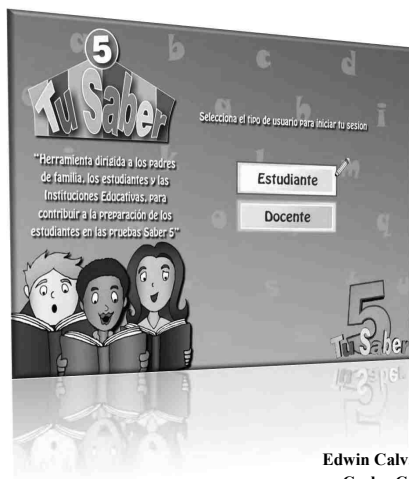 5
Tu Saber
Selecciona el tipo de usuario para iniciar tu sesion
"Herramienta dirigida a los padres
de familia, los estudiantes y las
Instituciones Educativas, para
contribuir a la preparación de los
estudiantes en las pruebas Saber 5"
Estudiante
Docente
5
Tu Saber
Edwin